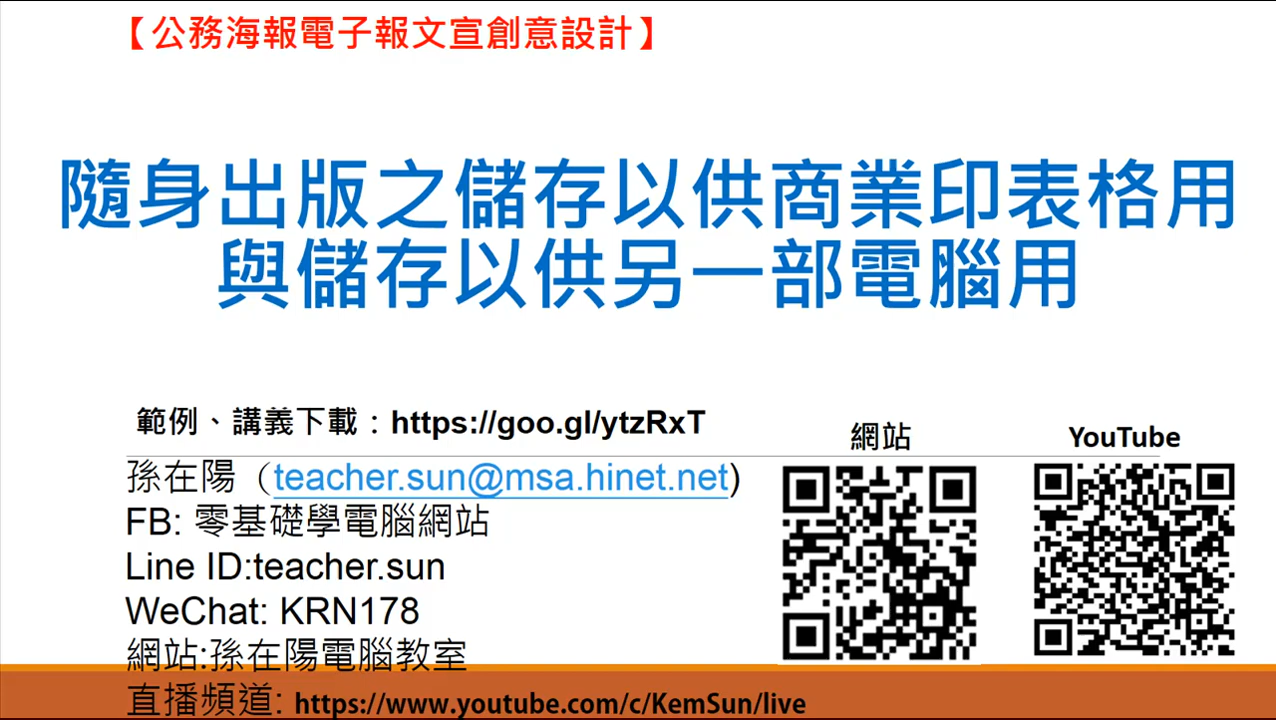 【公務海報電子報文宣創意設計】
隨身出版之儲存以供商業印表格用
與儲存以供另一部電腦用
範例、講義下載：https://goo.gl/ytzRxT
網站
YouTube
孫在陽（teacher.sun@msa.hinet.net)
FB: 零基礎學電腦網站
Line ID:teacher.sun
WeChat: KRN178
網站:孫在陽電腦教室
直播頻道: https://www.youtube.com/c/KemSun/live